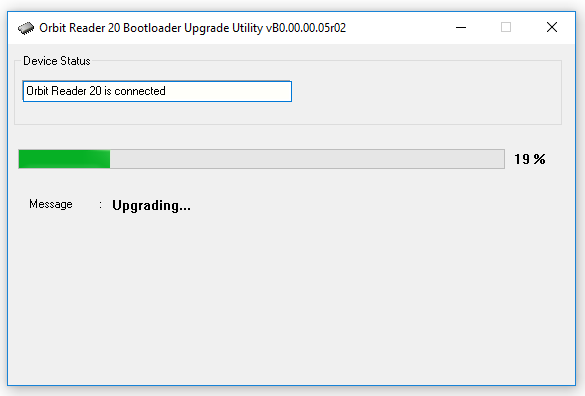 Orbit Reader 20 Bootloader Upgrade Utility vB0.00.00.05r02
Device Status
Orbit Reader 20 is connected
19 %
Message : Upgrading...